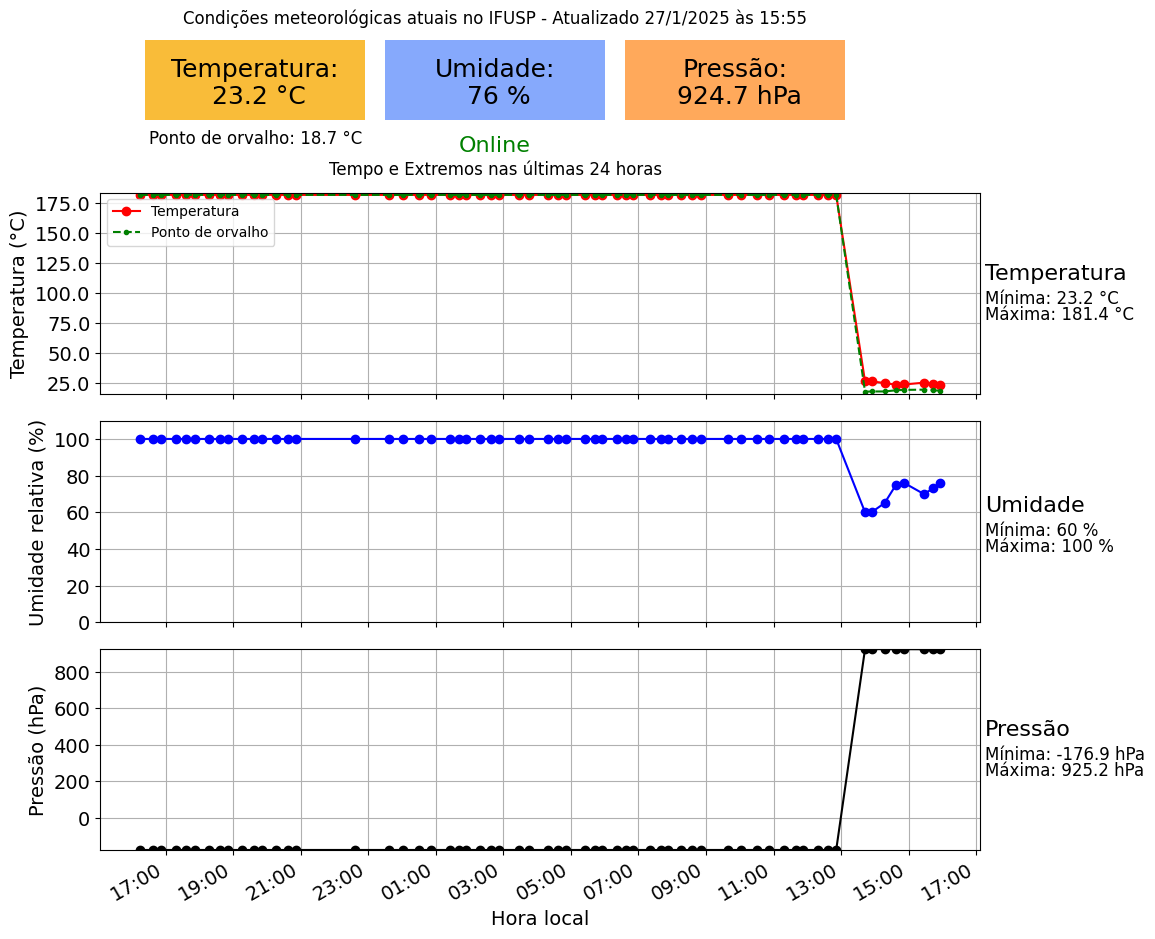 Condições meteorológicas atuais no IFUSP - Atualizado 27/1/2025 às 15:55
Temperatura:
23.2 °C
Umidade:
76 %
Pressão:
924.7 hPa
Ponto de orvalho: 18.7 °C
Online
Tempo e Extremos nas últimas 24 horas
Temperatura (°C)
175.0
150.0
125.0
100.0
75.0
50.0
25.0
Temperatura
Ponto de orvalho
Temperatura
Mínima: 23.2 °C
Máxima: 181.4 °C
Umidade relativa (%)
100
80
60
40
20
0
Umidade
Mínima: 60 %
Máxima: 100 %
Pressão (hPa)
800
600
400
200
0
Pressão
Mínima: -176.9 hPa
Máxima: 925.2 hPa
17:00 19:00 21:00 23:00 01:00 03:00 05:00 07:00 09:00 11:00 13:00 15:00 17:00
Hora local